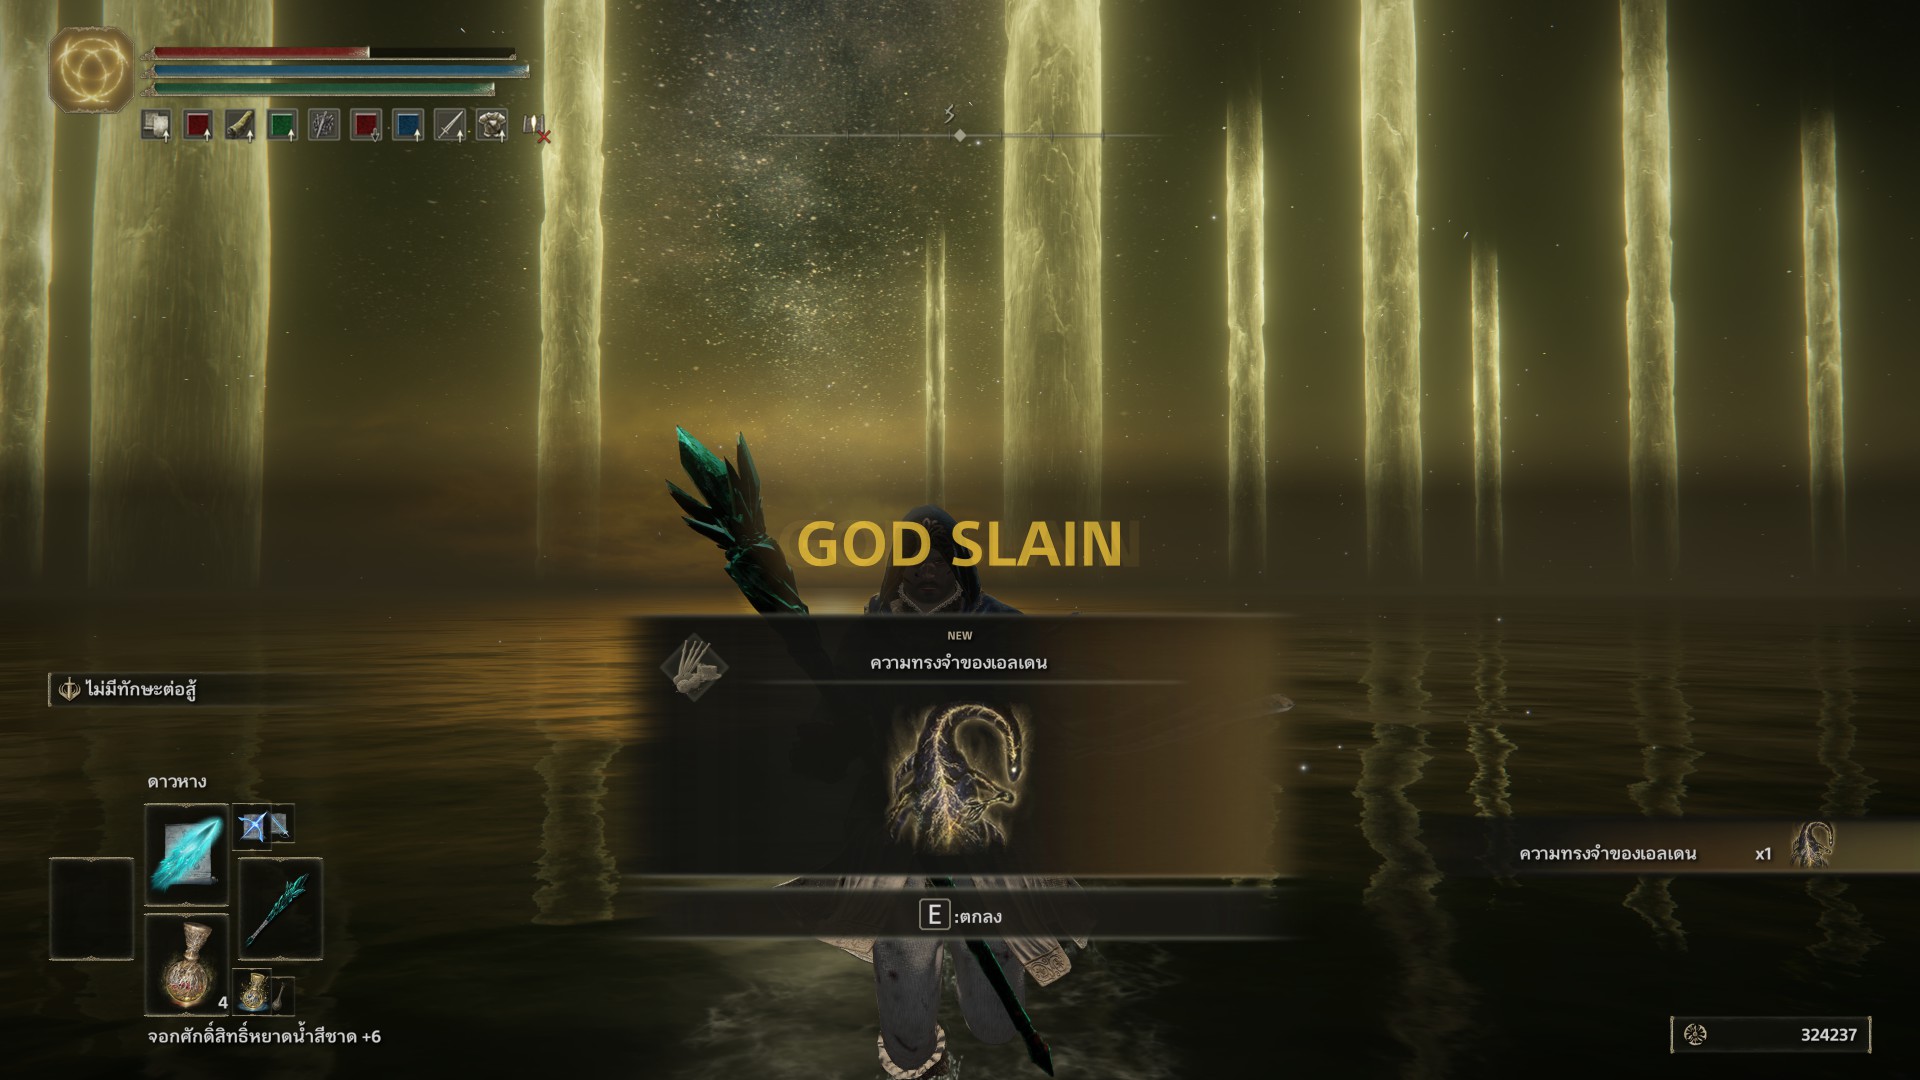 GOD SLAIN
NEW
ความทรงจำของเอลเดน
ไม่มีทักษะต่อสู้
ดาวหาง
ความทรงจำของเอลเดน x1
E :ตกลง
4
จอกศักดิ์สิทธิ์หยาดน้ำสีชาด +6
324237